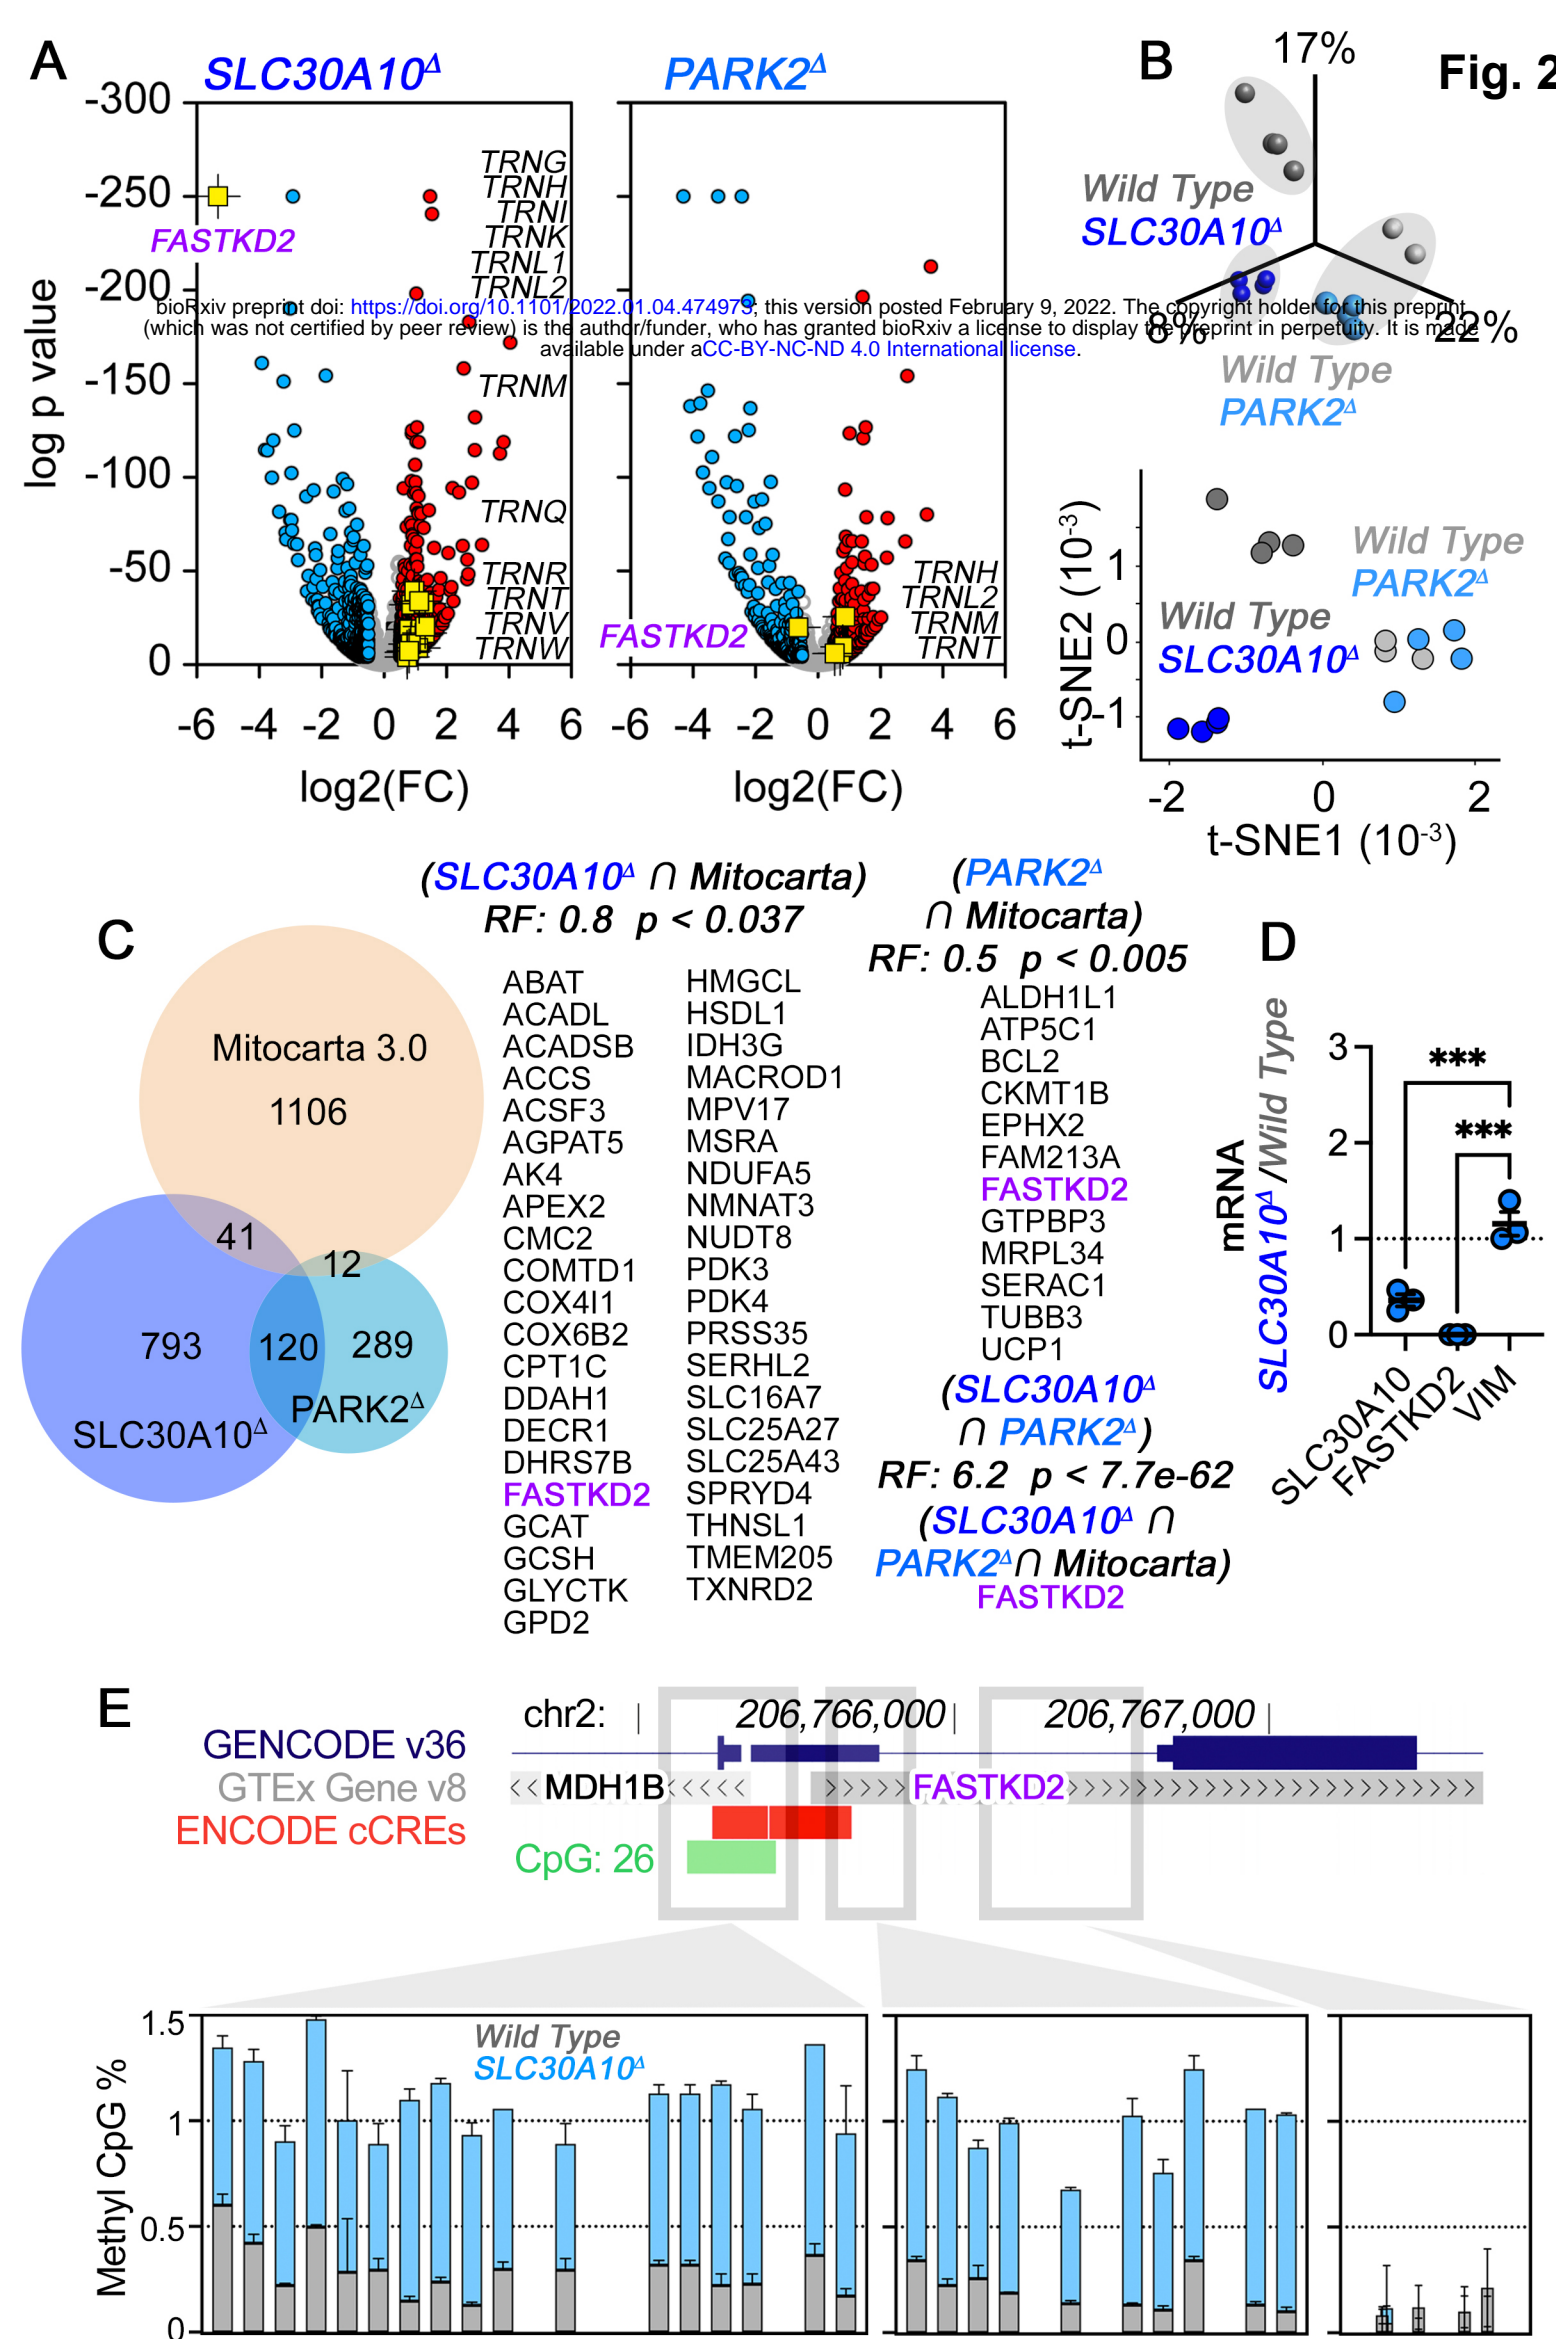 Fig. 2
A
SLC30A10Δ
PARK2Δ
log p value
-300
-250
-200
-150
-100
-50
0
TRNG
TRNH
TRNI
TRNK
TRNL1
TRNL2
TRNM
TRNQ
TRNR
TRNT
TRNV
TRNW
FASTKD2
FASTKD2
TRNH
TRNL2
TRNM
TRNT
-6 -4 -2 0 2 4 6
-6 -4 -2 0 2 4 6
log2(FC)
log2(FC)
bioRxiv preprint doi: https://doi.org/10.1101/2022.01.04.474973; this version posted February 9, 2022. The copyright holder for this preprint
(which was not certified by peer review) is the author/funder, who has granted bioRxiv a license to display the preprint in perpetuity. It is made
available under aCC-BY-NC-ND 4.0 International license.
B
17%
Wild Type
SLC30A10Δ
8%
22%
Wild Type
PARK2Δ
t-SNE2 (10-3)
1
0
-1
Wild Type
PARK2Δ
Wild Type
SLC30A10Δ
-2 0 2
t-SNE1 (10-3)
C
Mitocarta 3.0
1106
41
12
793
120
289
PARK2Δ
SLC30A10Δ
(SLC30A10Δ ∩ Mitocarta)
RF: 0.8 p < 0.037
ABAT
ACADL
ACADSB
ACCS
ACSF3
AGPAT5
AK4
APEX2
CMC2
COMTD1
COX4I1
COX6B2
CPT1C
DDAH1
DECR1
DHRS7B
FASTKD2
GCAT
GCSH
GLYCTK
GPD2
HMGCL
HSDL1
IDH3G
MACROD1
MPV17
MSRA
NDUFA5
NMNAT3
NUDT8
PDK3
PDK4
PRSS35
SERHL2
SLC16A7
SLC25A27
SLC25A43
SPRYD4
THNSL1
TMEM205
TXNRD2
(PARK2Δ
∩ Mitocarta)
RF: 0.5 p < 0.005
ALDH1L1
ATP5C1
BCL2
CKMT1B
EPHX2
FAM213A
FASTKD2
GTPBP3
MRPL34
SERAC1
TUBB3
UCP1
(SLC30A10Δ
∩ PARK2Δ)
RF: 6.2 p < 7.7e-62
(SLC30A10Δ ∩
PARK2Δ∩ Mitocarta)
FASTKD2
D
mRNA
SLC30A10Δ /Wild Type
3
2
1
0
***
***
SLC30A10
FASTKD2
VIM
E
chr2: | 206,766,000| 206,767,000|
GENCODE v36
GTEx Gene v8
MDH1B
FASTKD2
ENCODE cCREs
CpG: 26
Methyl CpG %
1.5
1
0.5
0
Wild Type
SLC30A10Δ